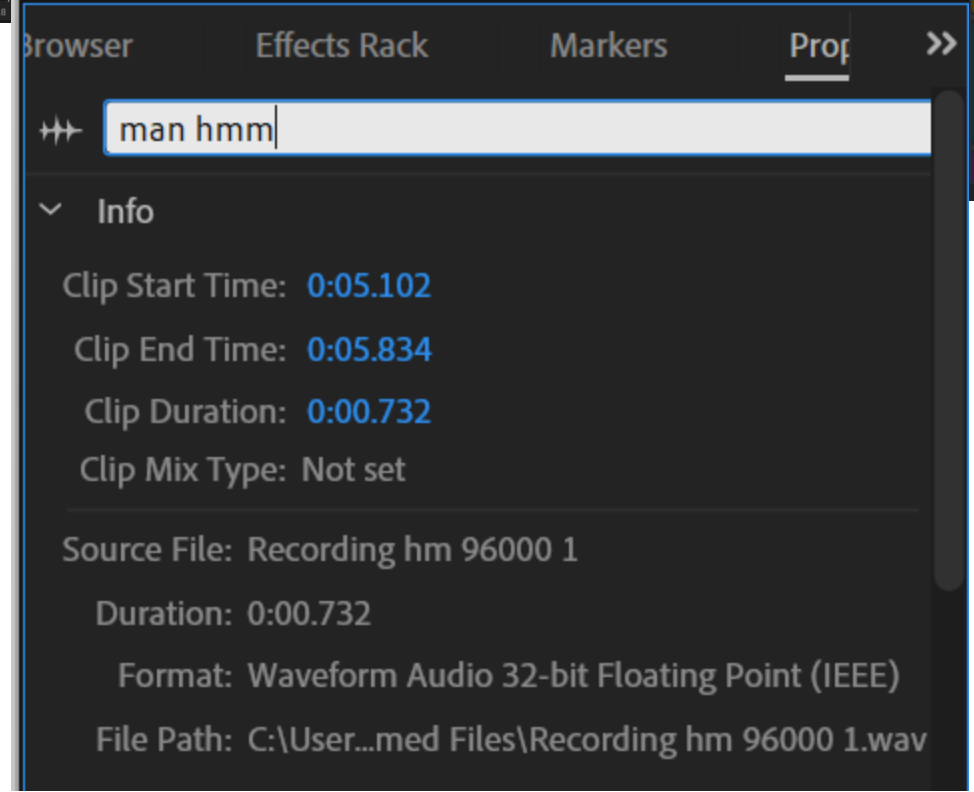 Browser Effects Rack Markers Prop
man hmm
Info
Clip Start Time: 0:05.102
Clip End Time: 0:05.834
Clip Duration: 0:00.732
Clip Mix Type: Not set
Source File: Recording hm 96000 1
Duration: 0:00.732
Format: Waveform Audio 32-bit Floating Point (IEEE)
File Path: C:\User...med Files\Recording hm 96000 1.wav